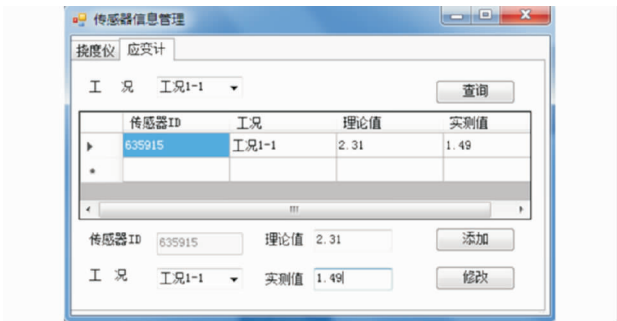 传感器信息管理
挠度仪 应变计
工 况 工况1-1 查询
传感器ID 工况 理论值 实测值
635915 工况1-1 2.31 1.49
*
传感器ID 635915 理论值 2.31 添加
工 况 工况1-1 实测值 1.49 修改